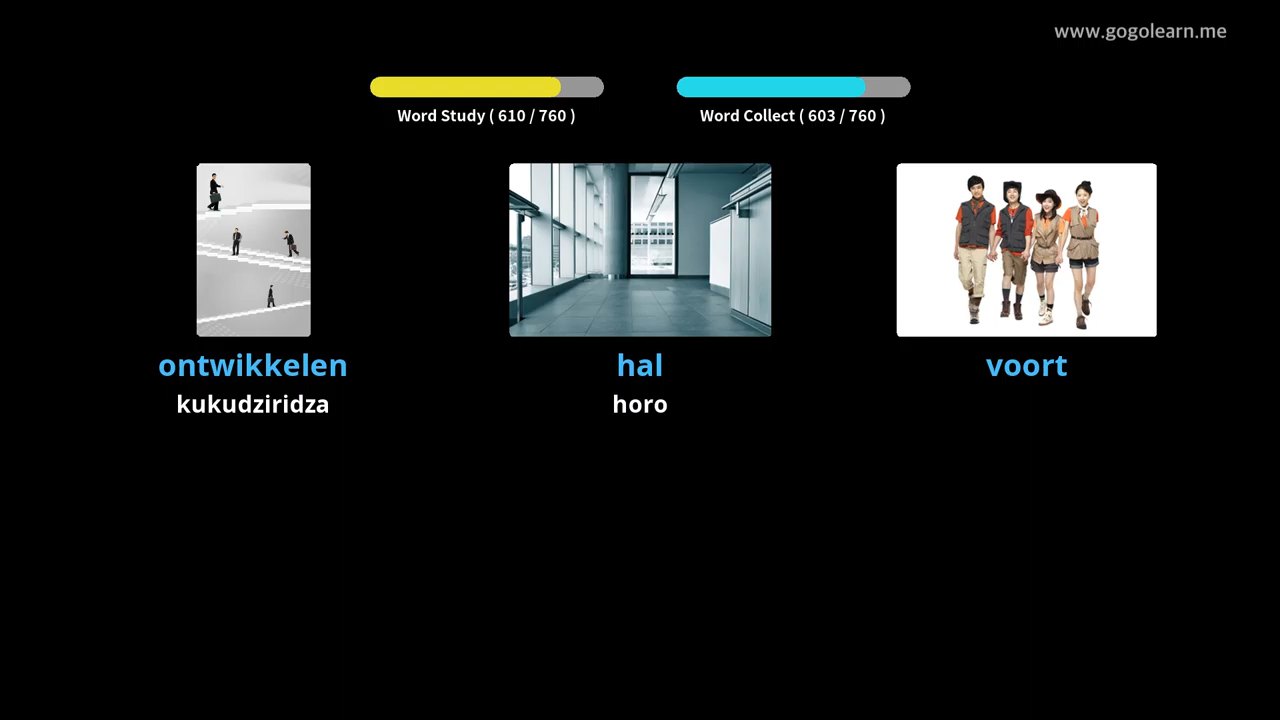 www.gogolearn.me
Word Study ( 610 / 760 )
Word Collect ( 603 / 760 )
ontwikkelen
kukudziridza
hal
horo
voort